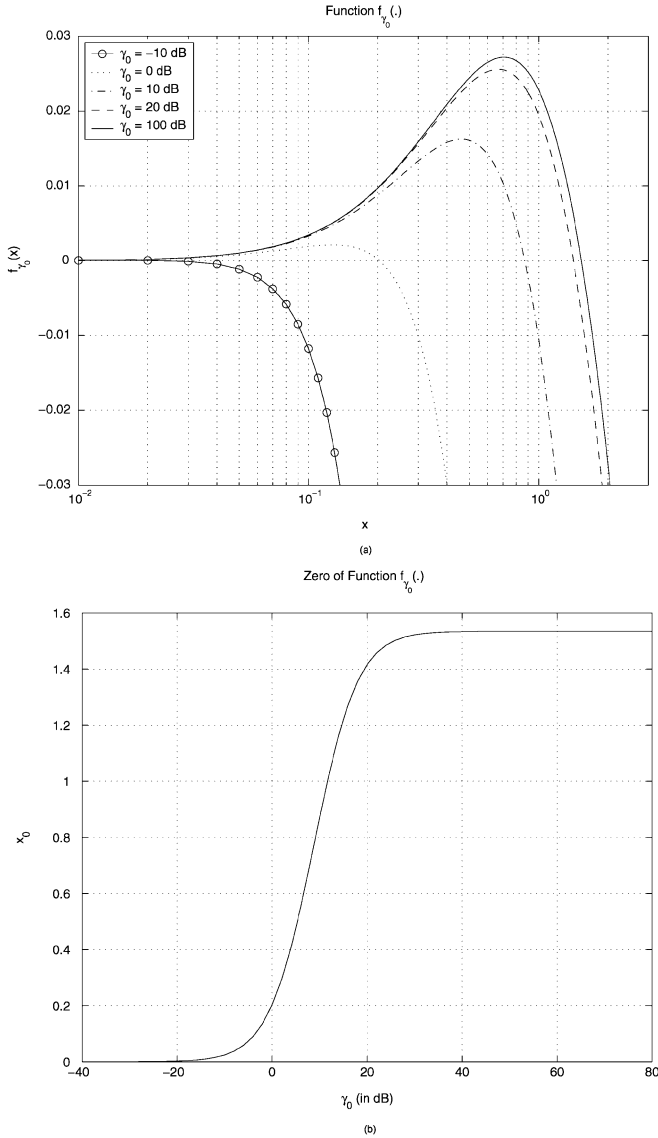 Function f_γ₀(.)
0.03
0.02
0.01
0
−0.01
−0.02
−0.03
f_γ₀(x)
γ₀ = −10 dB
γ₀ = 0 dB
γ₀ = 10 dB
γ₀ = 20 dB
γ₀ = 100 dB
10⁻²
10⁻¹
10⁰
x
(a)
Zero of Function f_γ₀(.)
1.6
1.4
1.2
1
0.8
0.6
0.4
0.2
0
x₀
−40
−20
0
20
40
60
80
γ₀ (in dB)
(b)